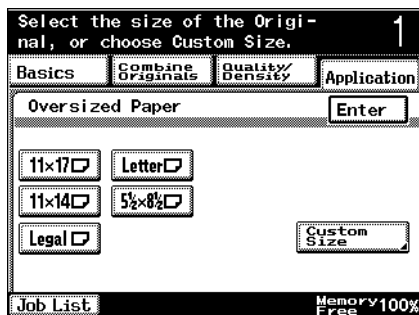 Select the size of the Origi-
nal, or choose Custom Size.
1
Basics
Combine
Originals
Quality/
Density
Application
Oversized Paper
Enter
11×17
Letter
11×14
5½×8½
Legal
Custom
Size
Job List
Memory
Free 100%